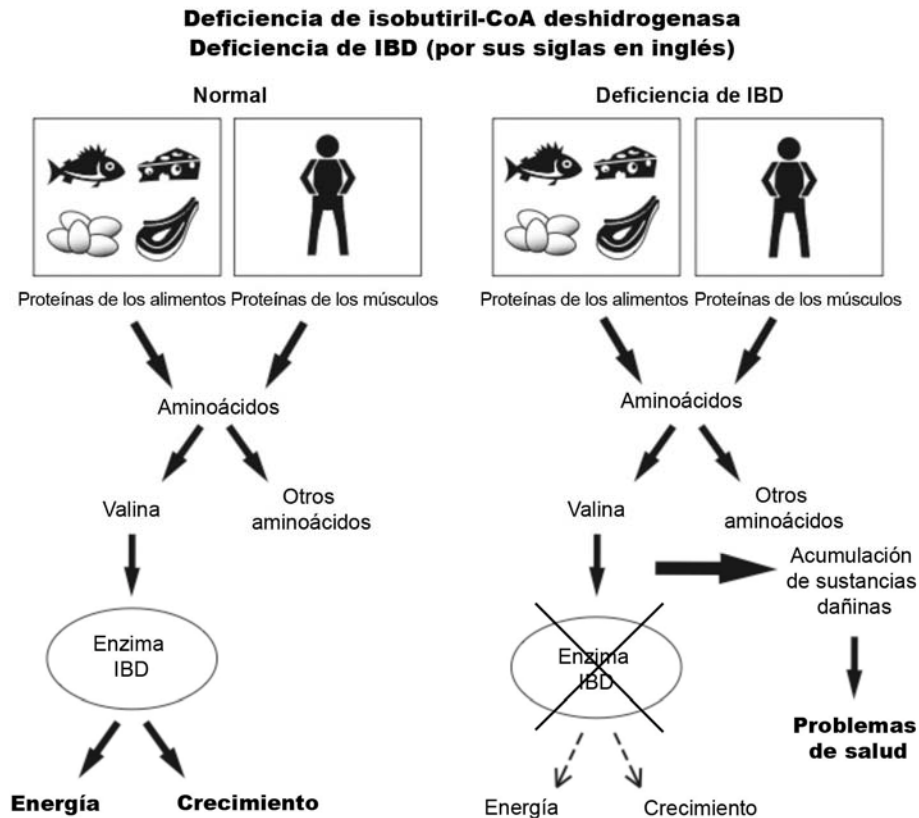 Deficiencia de isobutiril-CoA deshidrogenasa
Deficiencia de IBD (por sus siglas en inglés)
Normal
Proteínas de los alimentos
Proteínas de los músculos
Aminoácidos
Valina
Otros
aminoácidos
Enzima
IBD
Energía
Crecimiento
Deficiencia de IBD
Proteínas de los alimentos
Proteínas de los músculos
Aminoácidos
Valina
Otros
aminoácidos
Acumulación
de sustancias
dañinas
Enzima
IBD
Problemas
de salud
Energía
Crecimiento